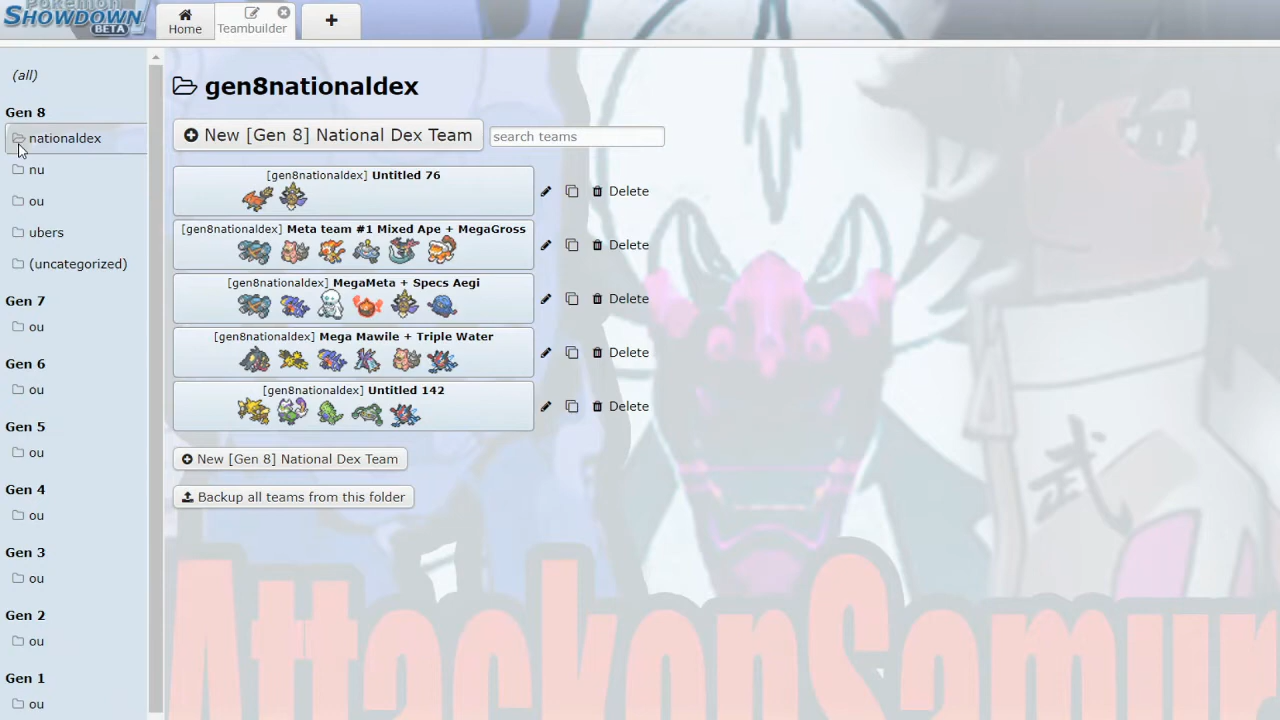 Pokémon
SHOWDOWN
BETA
Home
Teambuilder
(all)
Gen 8
nationaldex
nu
ou
ubers
(uncategorized)
Gen 7
ou
Gen 6
ou
Gen 5
ou
Gen 4
ou
Gen 3
ou
Gen 2
ou
Gen 1
ou
gen8nationaldex
New [Gen 8] National Dex Team
search teams
[gen8nationaldex] Untitled 76
Delete
[gen8nationaldex] Meta team #1 Mixed Ape + MegaGross
Delete
[gen8nationaldex] MegaMeta + Specs Aegi
Delete
[gen8nationaldex] Mega Mawile + Triple Water
Delete
[gen8nationaldex] Untitled 142
Delete
New [Gen 8] National Dex Team
Backup all teams from this folder
武
AttackonSamur